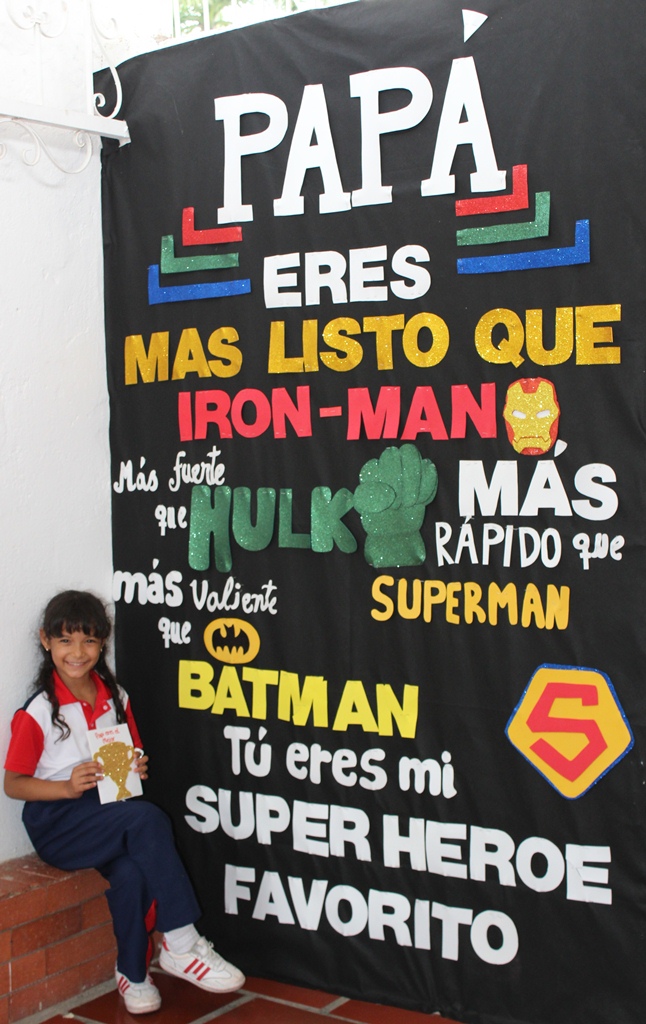 PAPÁ
ERES
MAS LISTO QUE
IRON-MAN
Más fuerte
que HULK
MÁS
RÁPIDO que
SUPERMAN
más valiente
que
BATMAN
S
Tú eres mi
SUPER HEROE
FAVORITO